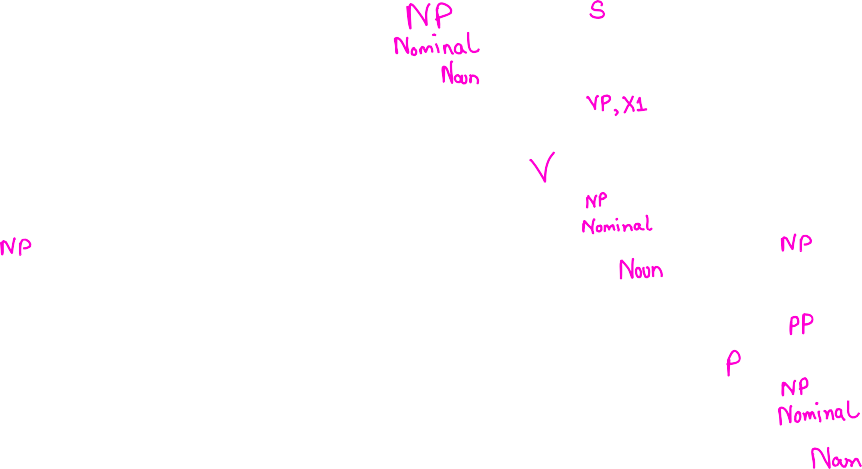 NP S
Nominal
Noun
VP, X1
V
NP
Nominal
NP NP
Noun
PP
P
NP
Nominal
Noun